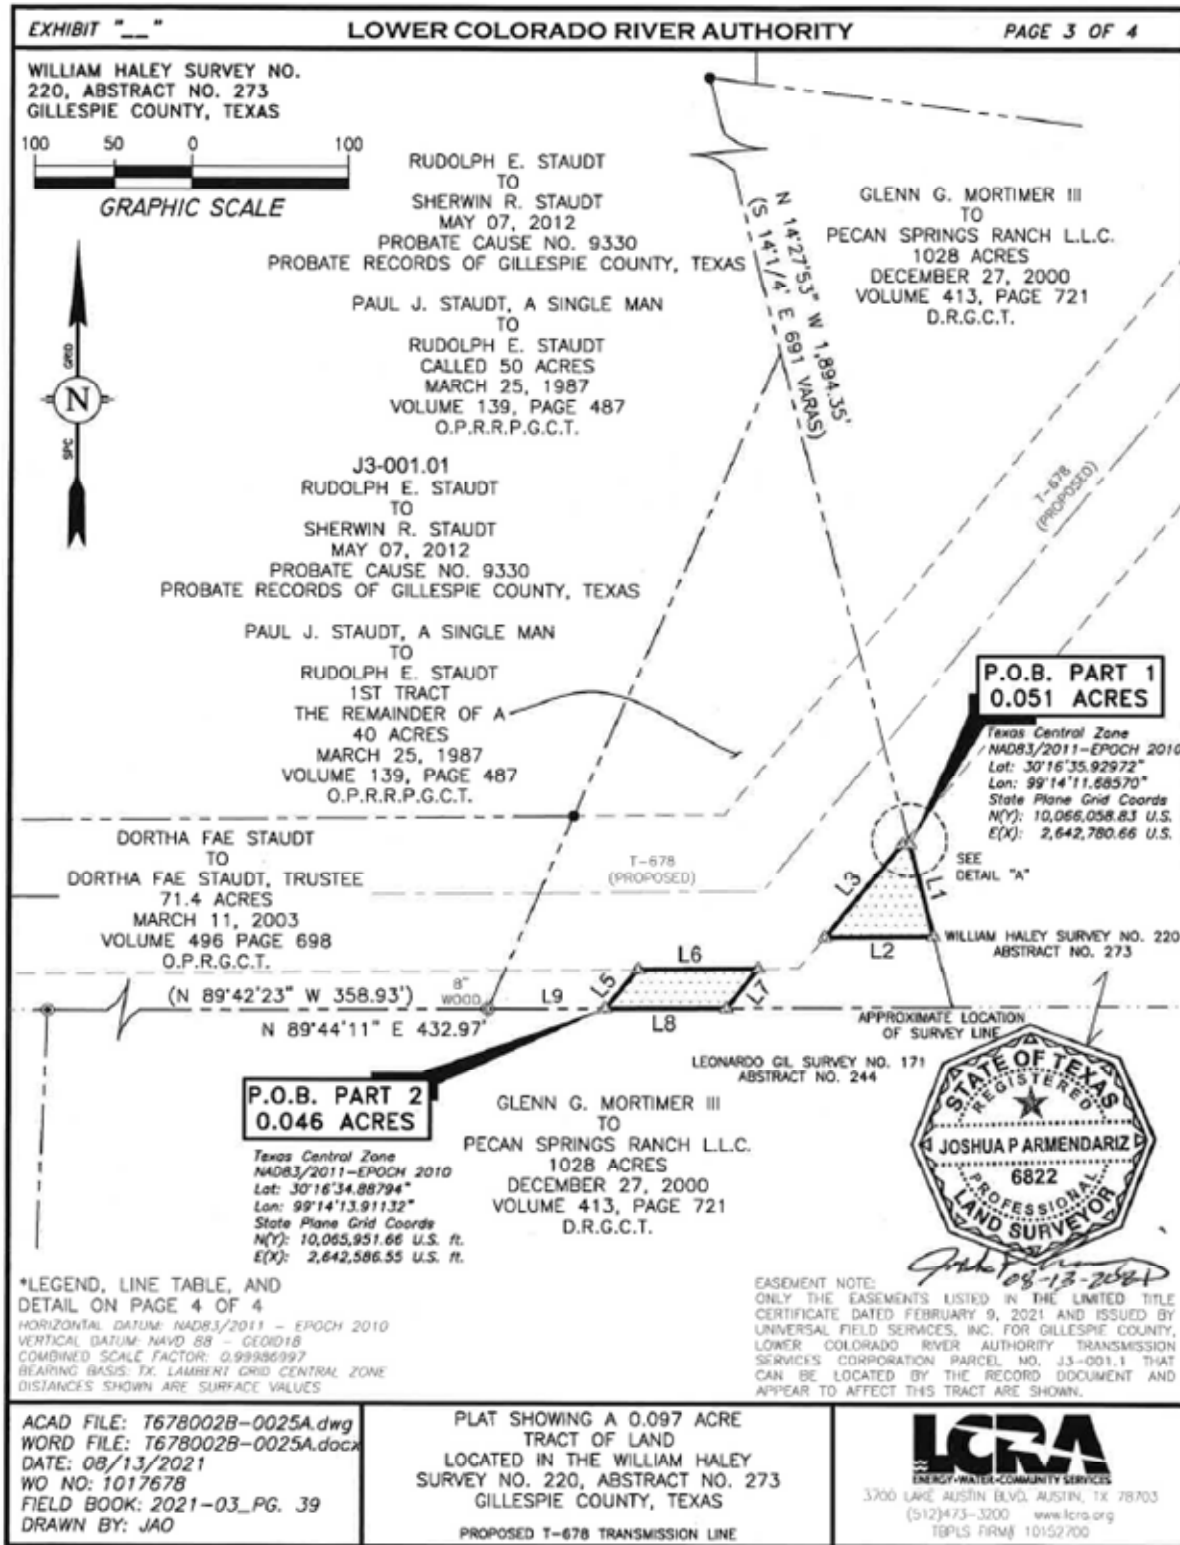 EXHIBIT "__"
LOWER COLORADO RIVER AUTHORITY
PAGE 3 OF 4
WILLIAM HALEY SURVEY NO.
220, ABSTRACT NO. 273
GILLESPIE COUNTY, TEXAS
100 50 0 100
GRAPHIC SCALE
GRID
N
SPC
RUDOLPH E. STAUDT
TO
SHERWIN R. STAUDT
MAY 07, 2012
PROBATE CAUSE NO. 9330
PROBATE RECORDS OF GILLESPIE COUNTY, TEXAS
PAUL J. STAUDT, A SINGLE MAN
TO
RUDOLPH E. STAUDT
CALLED 50 ACRES
MARCH 25, 1987
VOLUME 139, PAGE 487
O.P.R.R.P.G.C.T.
N 14°27'53" W 1,894.35'
(S 14°1/4' E 691 VARAS)
GLENN G. MORTIMER III
TO
PECAN SPRINGS RANCH L.L.C.
1028 ACRES
DECEMBER 27, 2000
VOLUME 413, PAGE 721
D.R.G.C.T.
T-678
(PROPOSED)
J3-001.01
RUDOLPH E. STAUDT
TO
SHERWIN R. STAUDT
MAY 07, 2012
PROBATE CAUSE NO. 9330
PROBATE RECORDS OF GILLESPIE COUNTY, TEXAS
PAUL J. STAUDT, A SINGLE MAN
TO
RUDOLPH E. STAUDT
1ST TRACT
THE REMAINDER OF A
40 ACRES
MARCH 25, 1987
VOLUME 139, PAGE 487
O.P.R.R.P.G.C.T.
P.O.B. PART 1
0.051 ACRES
Texas Central Zone
NAD83/2011-EPOCH 2010
Lat: 30°16'35.92972"
Lon: 99°14'11.68570"
State Plane Grid Coords
N(Y): 10,066,058.83 U.S.
E(X): 2,642,780.66 U.S.
SEE
DETAIL "A"
DORTHA FAE STAUDT
TO
DORTHA FAE STAUDT, TRUSTEE
71.4 ACRES
MARCH 11, 2003
VOLUME 496 PAGE 698
O.P.R.G.C.T.
T-678
(PROPOSED)
L3
L1
L2
WILLIAM HALEY SURVEY NO. 220
ABSTRACT NO. 273
L6
L5
L7
L8
L9
8"
WOOD
(N 89°42'23" W 358.93')
N 89°44'11" E 432.97'
APPROXIMATE LOCATION
OF SURVEY LINE
LEONARDO GIL SURVEY NO. 171
ABSTRACT NO. 244
P.O.B. PART 2
0.046 ACRES
Texas Central Zone
NAD83/2011-EPOCH 2010
Lat: 30°16'34.88794"
Lon: 99°14'13.91132"
State Plane Grid Coords
N(Y): 10,065,951.66 U.S. ft.
E(X): 2,642,586.55 U.S. ft.
GLENN G. MORTIMER III
TO
PECAN SPRINGS RANCH L.L.C.
1028 ACRES
DECEMBER 27, 2000
VOLUME 413, PAGE 721
D.R.G.C.T.
STATE OF TEXAS
REGISTERED
JOSHUA P ARMENDARIZ
6822
PROFESSIONAL
LAND SURVEYOR
08-13-2021
*LEGEND, LINE TABLE, AND
DETAIL ON PAGE 4 OF 4
HORIZONTAL DATUM: NAD83/2011 - EPOCH 2010
VERTICAL DATUM: NAVD 88 - GEOID18
COMBINED SCALE FACTOR: 0.99986997
BEARING BASIS: TX. LAMBERT GRID CENTRAL ZONE
DISTANCES SHOWN ARE SURFACE VALUES
EASEMENT NOTE:
ONLY THE EASEMENTS LISTED IN THE LIMITED TITLE
CERTIFICATE DATED FEBRUARY 9, 2021 AND ISSUED BY
UNIVERSAL FIELD SERVICES, INC. FOR GILLESPIE COUNTY,
LOWER COLORADO RIVER AUTHORITY TRANSMISSION
SERVICES CORPORATION PARCEL NO. J3-001.1 THAT
CAN BE LOCATED BY THE RECORD DOCUMENT AND
APPEAR TO AFFECT THIS TRACT ARE SHOWN.
ACAD FILE: T678002B-0025A.dwg
WORD FILE: T678002B-0025A.docx
DATE: 08/13/2021
WO NO: 1017678
FIELD BOOK: 2021-03_PG. 39
DRAWN BY: JAO
PLAT SHOWING A 0.097 ACRE
TRACT OF LAND
LOCATED IN THE WILLIAM HALEY
SURVEY NO. 220, ABSTRACT NO. 273
GILLESPIE COUNTY, TEXAS
PROPOSED T-678 TRANSMISSION LINE
LCRA
ENERGY•WATER•COMMUNITY SERVICES
3700 LAKE AUSTIN BLVD. AUSTIN, TX 78703
(512)473-3200 www.lcra.org
TBPLS FIRM# 10152700